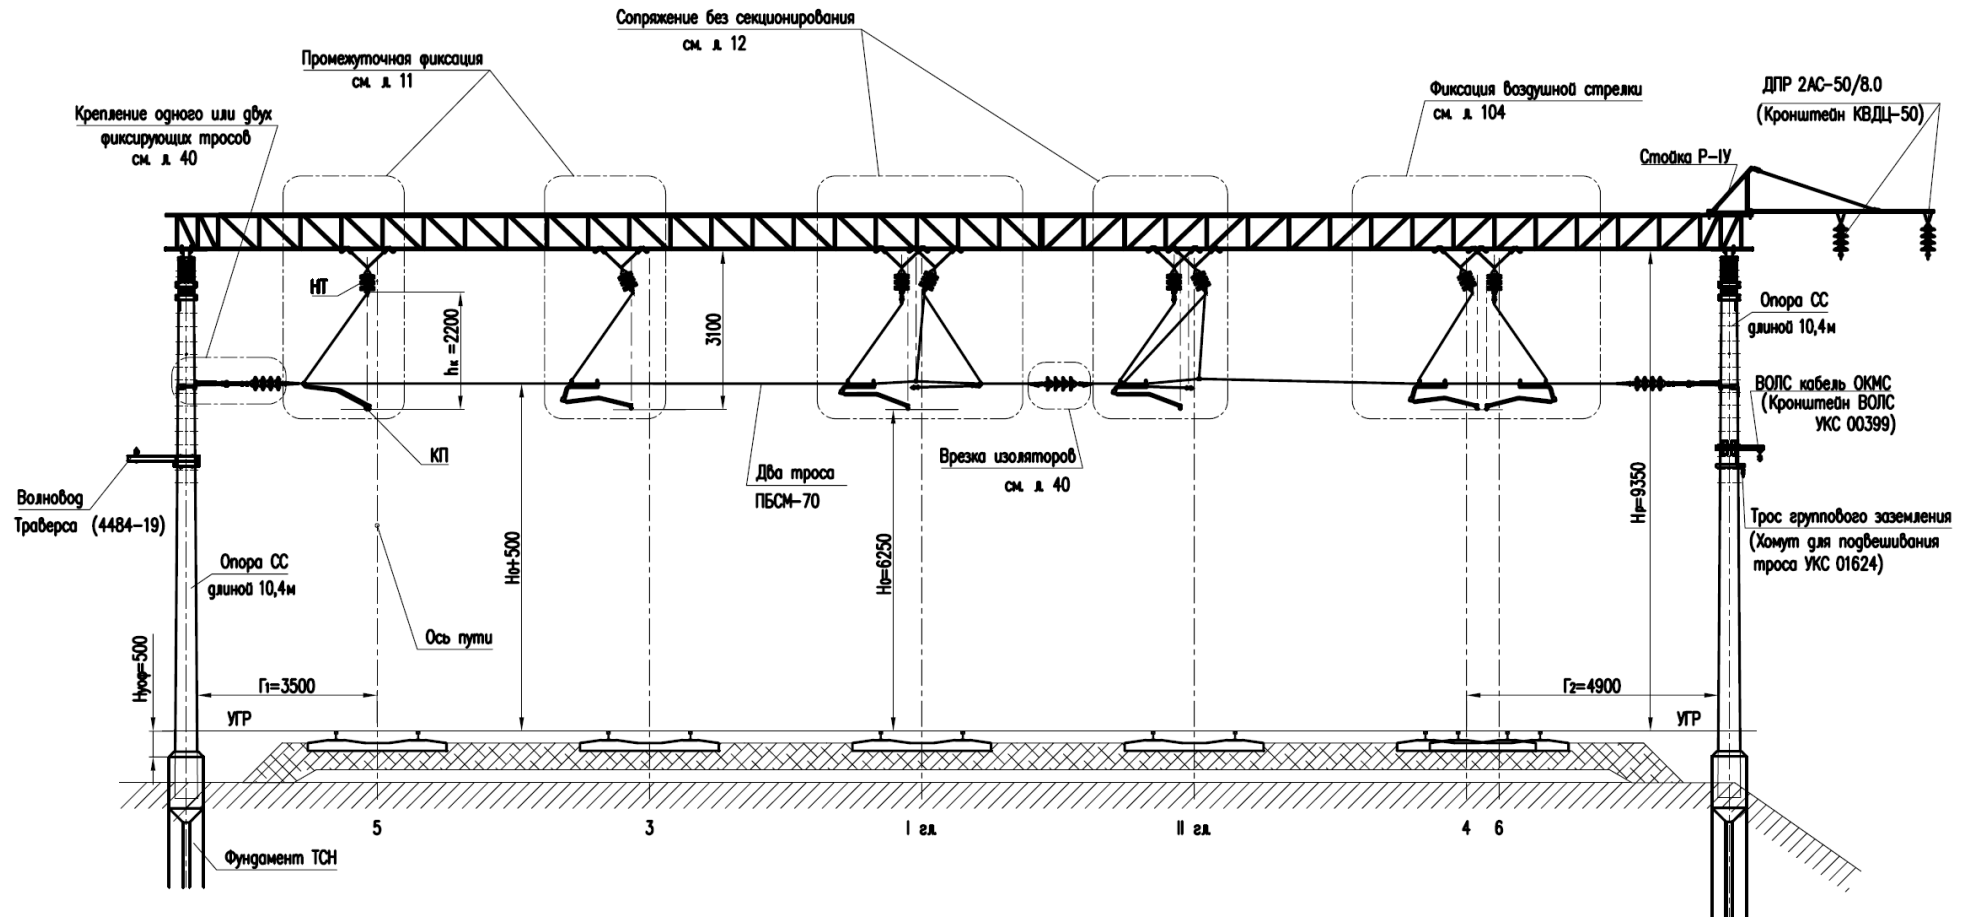 Сопряжение без секционирования
см. л. 12
Промежуточная фиксация
см. л. 11
Крепление одного или двух
фиксирующих тросов
см. л. 40
Фиксация воздушной стрелки
см. л. 104
ДПР 2АС-50/8.0
(Кронштейн КВДЦ-50)
Стойка Р-IУ
НТ
hк =2200
3100
Опора СС
длиной 10,4м
ВОЛС кабель ОКМС
(Кронштейн ВОЛС
УКС 00399)
КП
Врезка изоляторов
см. л. 40
Два троса
ПБСМ-70
Волновод
Траверса (4484-19)
Hр=9350
Трос группового заземления
(Хомут для подвешивания
троса УКС 01624)
Опора СС
длиной 10,4м
Hо+500
Hо=6250
Ось пути
Hуоф=500
Г1=3500
Г2=4900
УГР
УГР
5
3
I гл.
II гл.
4
6
Фундамент ТСН